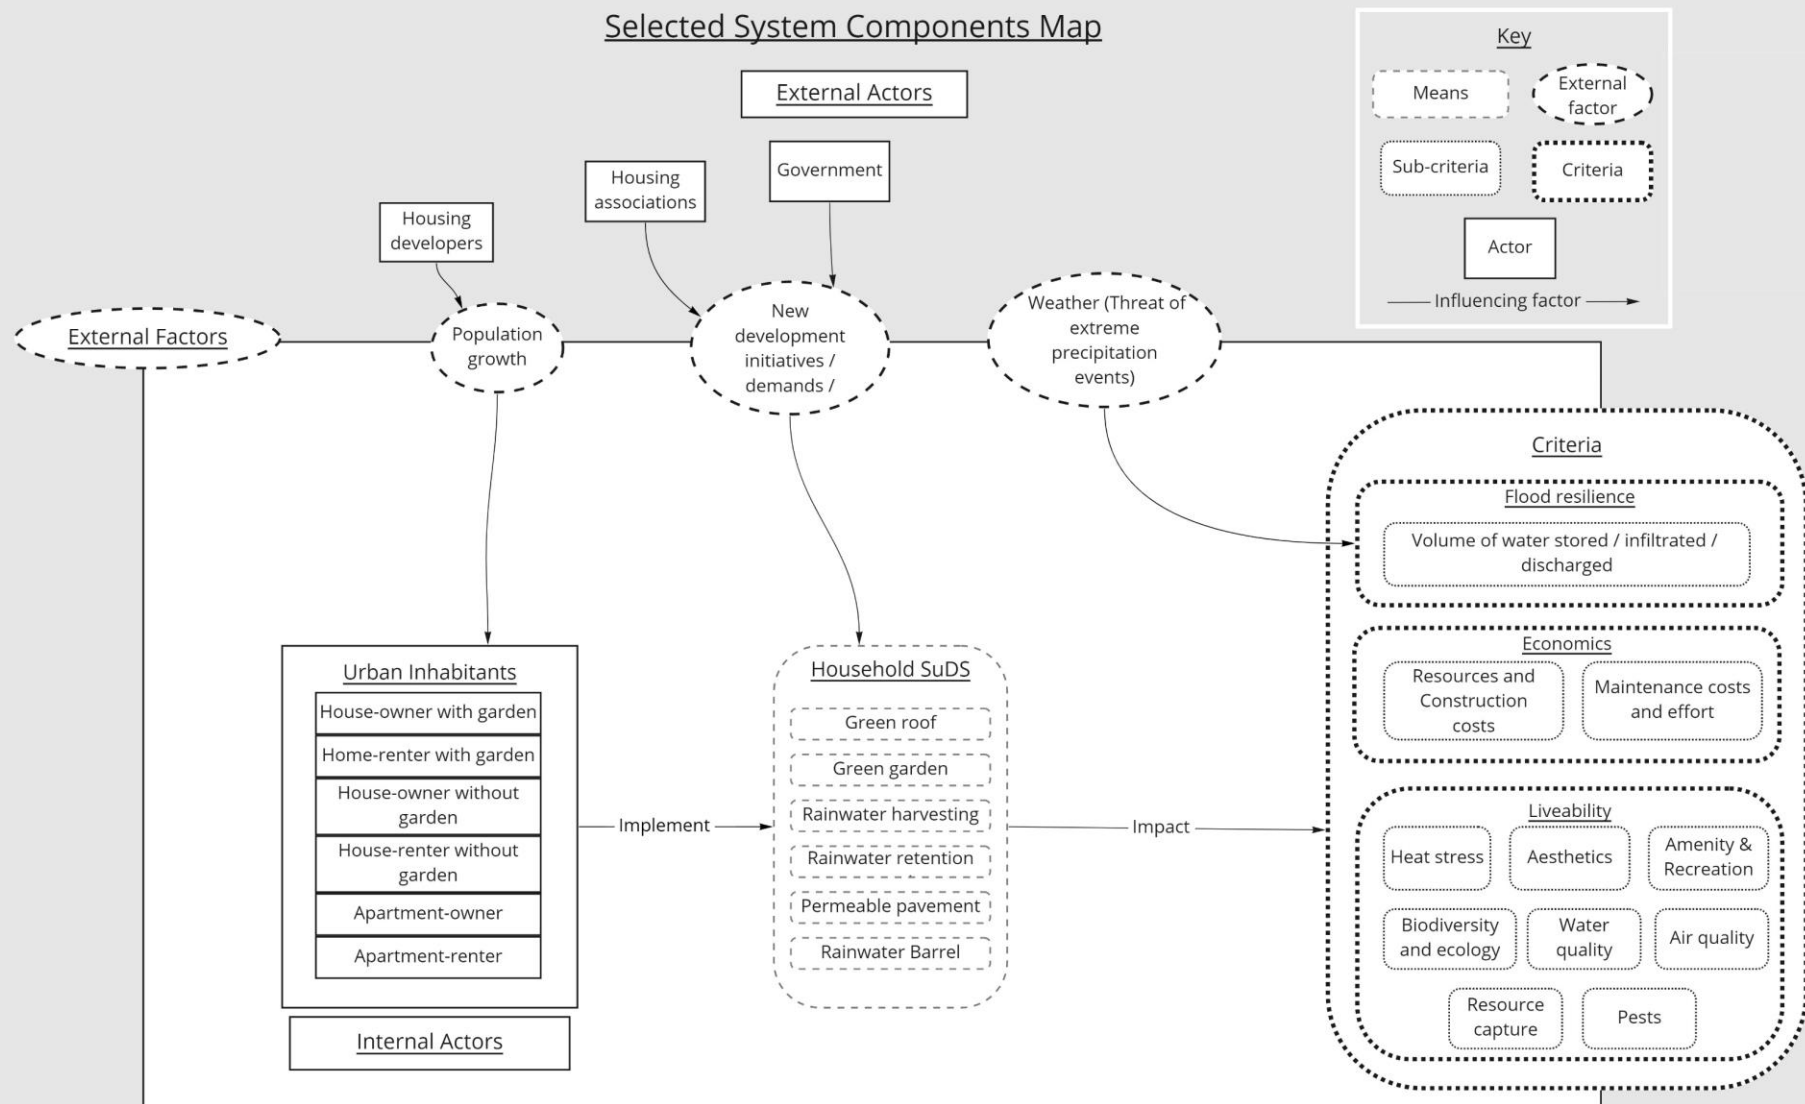 Selected System Components Map
Key
Means
External
factor
Sub-criteria
Criteria
Actor
Influencing factor
External Actors
Government
Housing
associations
Housing
developers
External Factors
Population
growth
New
development
initiatives /
demands /
Weather (Threat of
extreme
precipitation
events)
Urban Inhabitants
House-owner with garden
Home-renter with garden
House-owner without
garden
House-renter without
garden
Apartment-owner
Apartment-renter
Internal Actors
Implement
Household SuDS
Green roof
Green garden
Rainwater harvesting
Rainwater retention
Permeable pavement
Rainwater Barrel
Impact
Criteria
Flood resilience
Volume of water stored / infiltrated /
discharged
Economics
Resources and
Construction
costs
Maintenance costs
and effort
Liveability
Heat stress
Aesthetics
Amenity &
Recreation
Biodiversity
and ecology
Water
quality
Air quality
Resource
capture
Pests